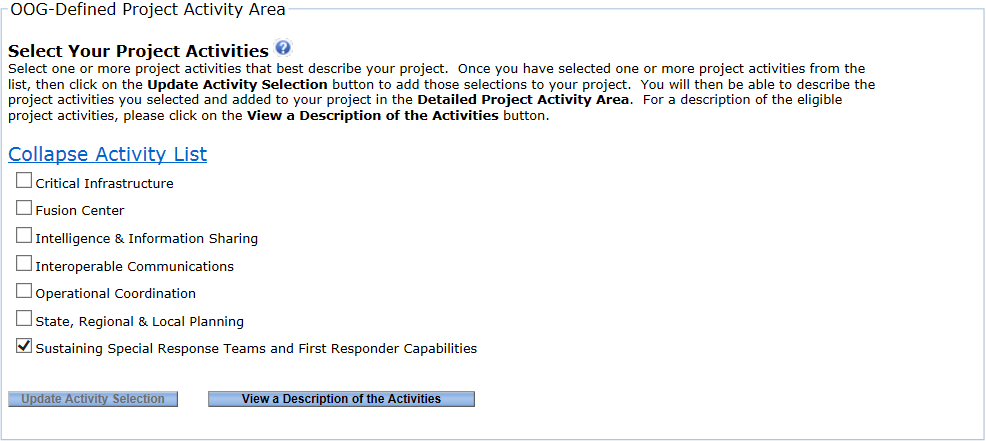 OOG-Defined Project Activity Area
Select Your Project Activities ?
Select one or more project activities that best describe your project. Once you have selected one or more project activities from the
list, then click on the Update Activity Selection button to add those selections to your project. You will then be able to describe the
project activities you selected and added to your project in the Detailed Project Activity Area. For a description of the eligible
project activities, please click on the View a Description of the Activities button.
Collapse Activity List
Critical Infrastructure
Fusion Center
Intelligence & Information Sharing
Interoperable Communications
Operational Coordination
State, Regional & Local Planning
Sustaining Special Response Teams and First Responder Capabilities
Update Activity Selection View a Description of the Activities